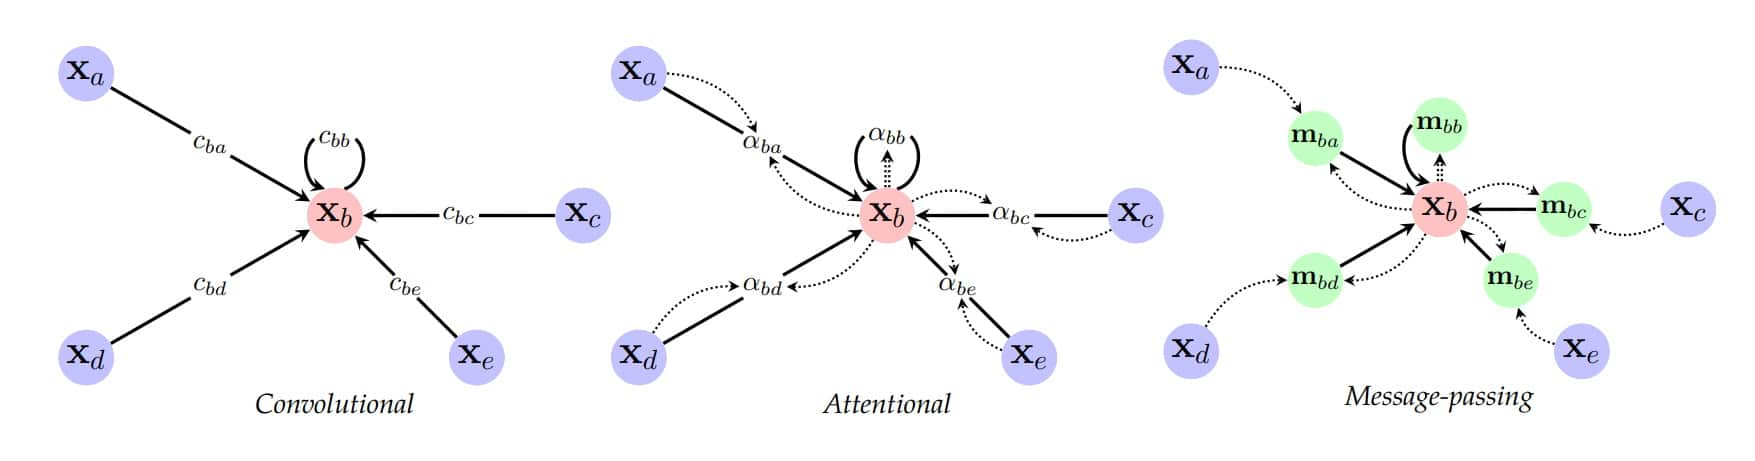 x_a
c_ba
c_bb
x_b
c_bc
x_c
c_bd
c_be
x_d
x_e
Convolutional
x_a
α_ba
α_bb
x_b
α_bc
x_c
α_bd
α_be
x_d
x_e
Attentional
x_a
m_ba
m_bb
x_b
m_bc
x_c
m_bd
m_be
x_d
x_e
Message-passing